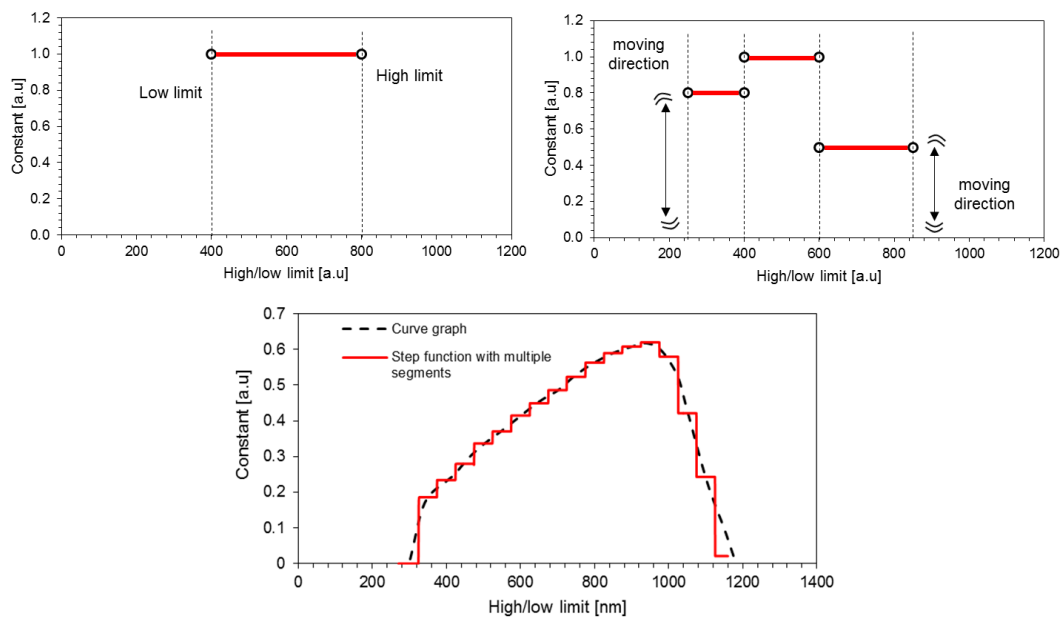 1.2
1.0
0.8
0.6
0.4
0.2
0.0
Constant [a.u]
Low limit
High limit
0 200 400 600 800 1000 1200
High/low limit [a.u]
1.2
1.0
0.8
0.6
0.4
0.2
0.0
Constant [a.u]
moving
direction
moving
direction
0 200 400 600 800 1000 1200
High/low limit [a.u]
0.7
0.6
0.5
0.4
0.3
0.2
0.1
0
Constant [a.u]
Curve graph
Step function with multiple
segments
0 200 400 600 800 1000 1200 1400
High/low limit [nm]